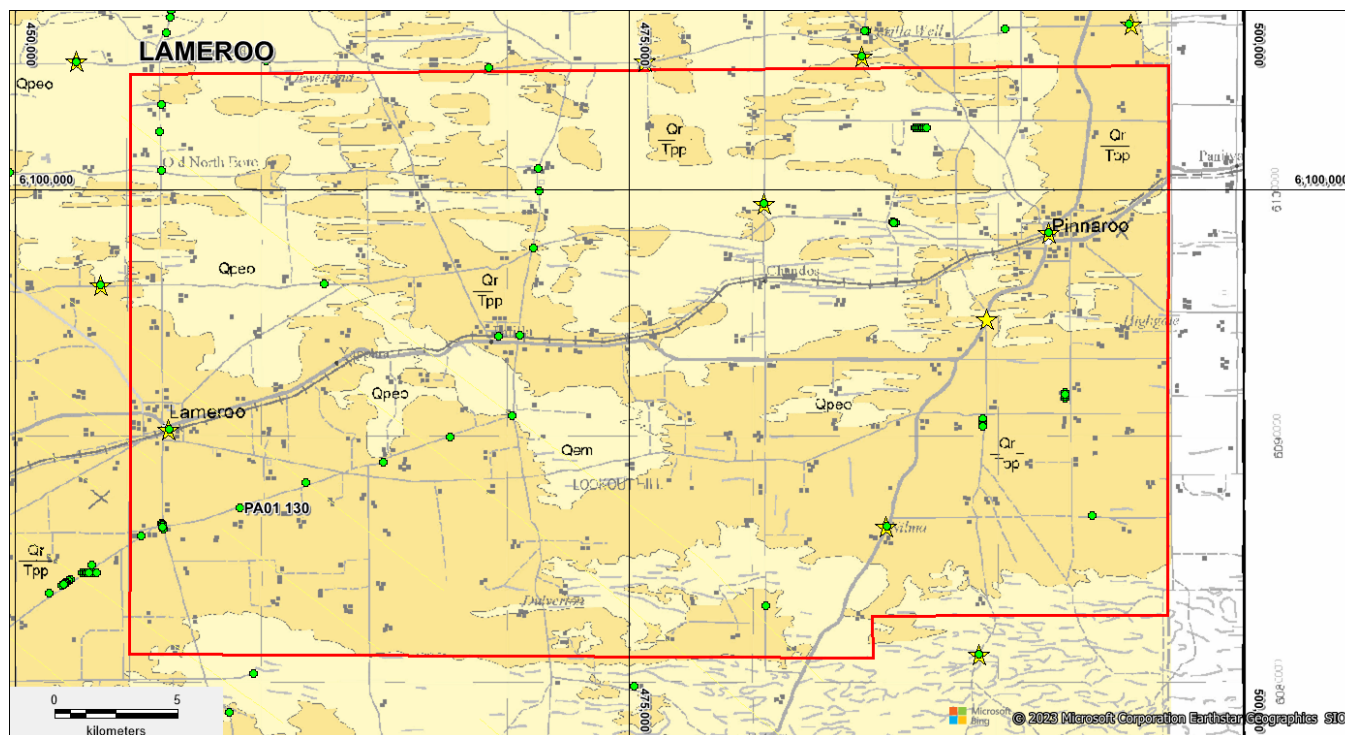 450,000
LAMEROO
475,000
500,000
Qpeo
Qr
Tpp
Qr
Tpp
Old North Bore
6,100,000
6,100,000
Pinnaroo
Qpeo
Chandos
Qr
Tpp
Qpeo
Qpeo
Lameroo
Qem
Qr
Tpp
LOOKOUT HILL
PA01 130
Qr
Tpp
Dulverton
0
5
kilometers
475,000
Microsoft
Bing
© 2023 Microsoft Corporation Earthstar Geographics SIO